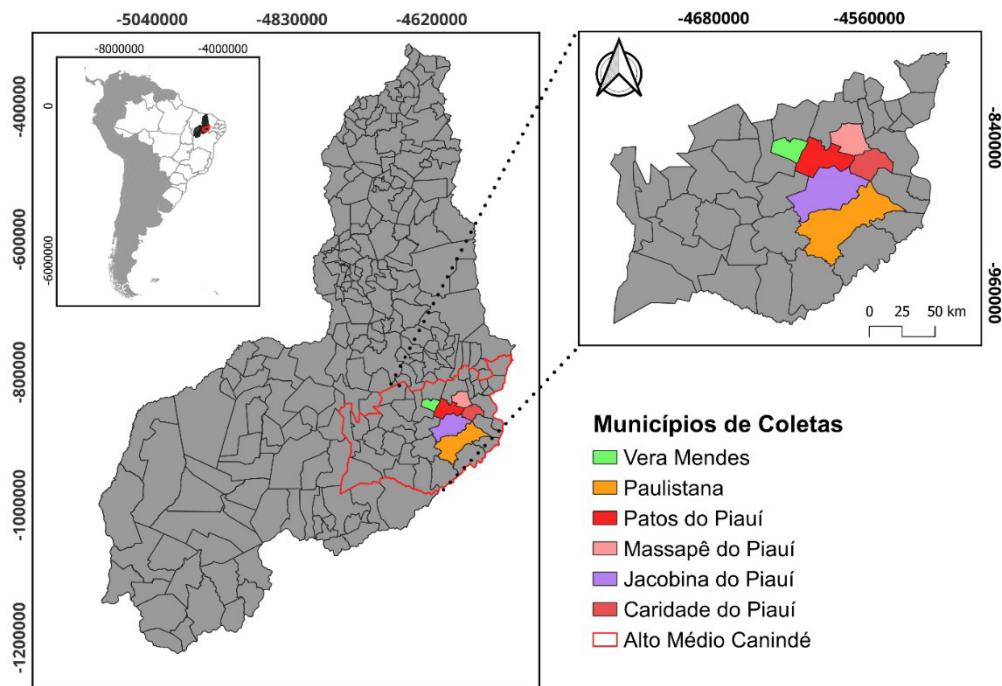 -5040000
-4830000
-4620000
-8000000
-4000000
0
-6000000
-400000
-600000
-800000
-1000000
-1200000
-4680000
-4560000
-840000
-960000
0 25 50 km
Municípios de Coletas
Vera Mendes
Paulistana
Patos do Piauí
Massapê do Piauí
Jacobina do Piauí
Caridade do Piauí
Alto Médio Canindé